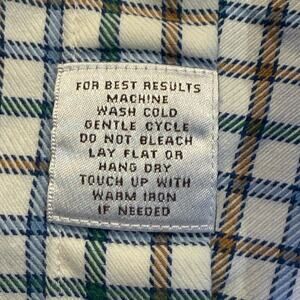 FOR BEST RESULTS
MACHINE
WASH COLD
GENTLE CYCLE
DO NOT BLEACH
LAY FLAT OR
HANG DRY
TOUCH UP WITH
WARM IRON
IF NEEDED